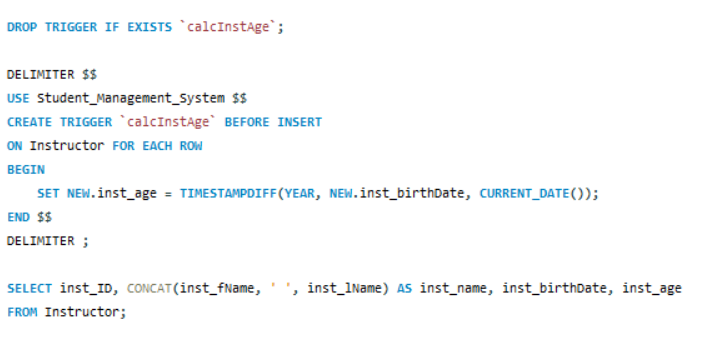 DROP TRIGGER IF EXISTS `calcInstAge`;
DELIMITER $$
USE Student_Management_System $$
CREATE TRIGGER `calcInstAge` BEFORE INSERT
ON Instructor FOR EACH ROW
BEGIN
    SET NEW.inst_age = TIMESTAMPDIFF(YEAR, NEW.inst_birthDate, CURRENT_DATE());
END $$
DELIMITER ;
SELECT inst_ID, CONCAT(inst_fName, ' ', inst_lName) AS inst_name, inst_birthDate, inst_age
FROM Instructor;